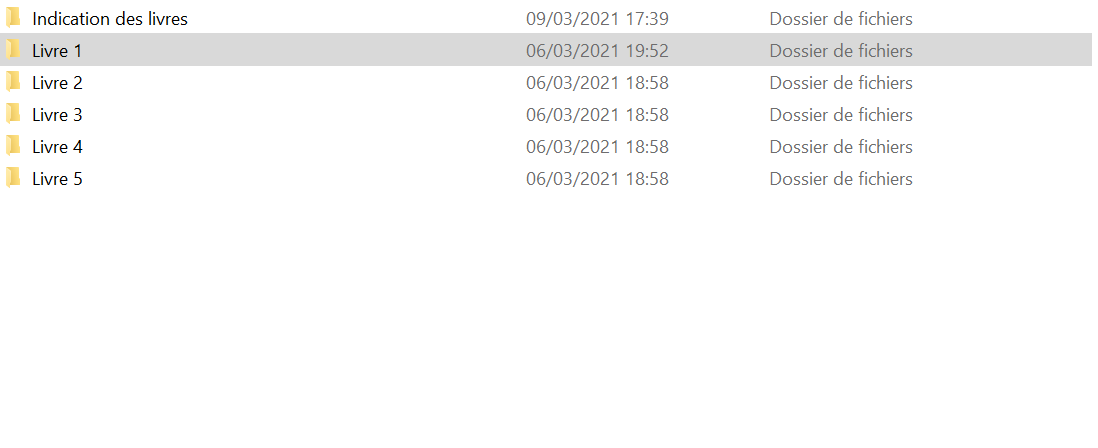 Indication des livres 09/03/2021 17:39 Dossier de fichiers
Livre 1 06/03/2021 19:52 Dossier de fichiers
Livre 2 06/03/2021 18:58 Dossier de fichiers
Livre 3 06/03/2021 18:58 Dossier de fichiers
Livre 4 06/03/2021 18:58 Dossier de fichiers
Livre 5 06/03/2021 18:58 Dossier de fichiers